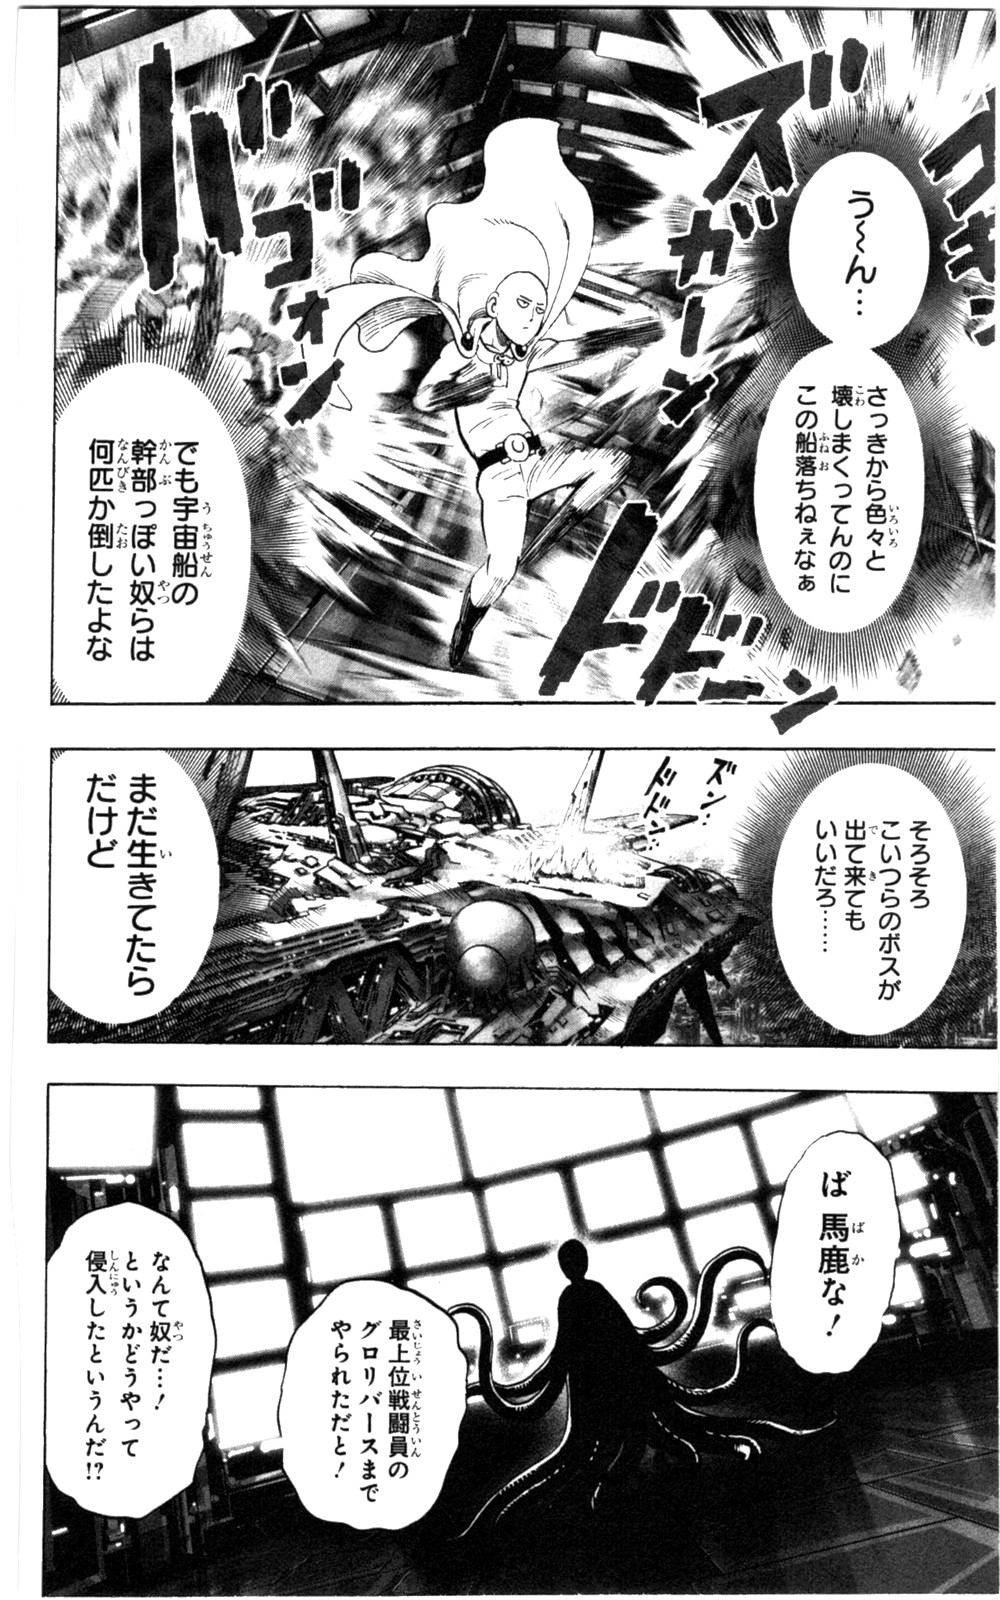 う〜ん…
さっきから色々と
壊しまくってんのに
この船落ちねぇなぁ
ズガーン
バゴォン
ドドドーン
でも宇宙船の
幹部っぽい奴らは
何匹か倒したよな
そろそろ
こいつらのボスが
出て来ても
いいだろ……
ズン…
ドドドン…
まだ生きてたら
だけど
ば 馬鹿な!
最上位戦闘員の
グロリバースまで
やられただと!
なんて奴だ…!
というかどうやって
侵入したというんだ!?